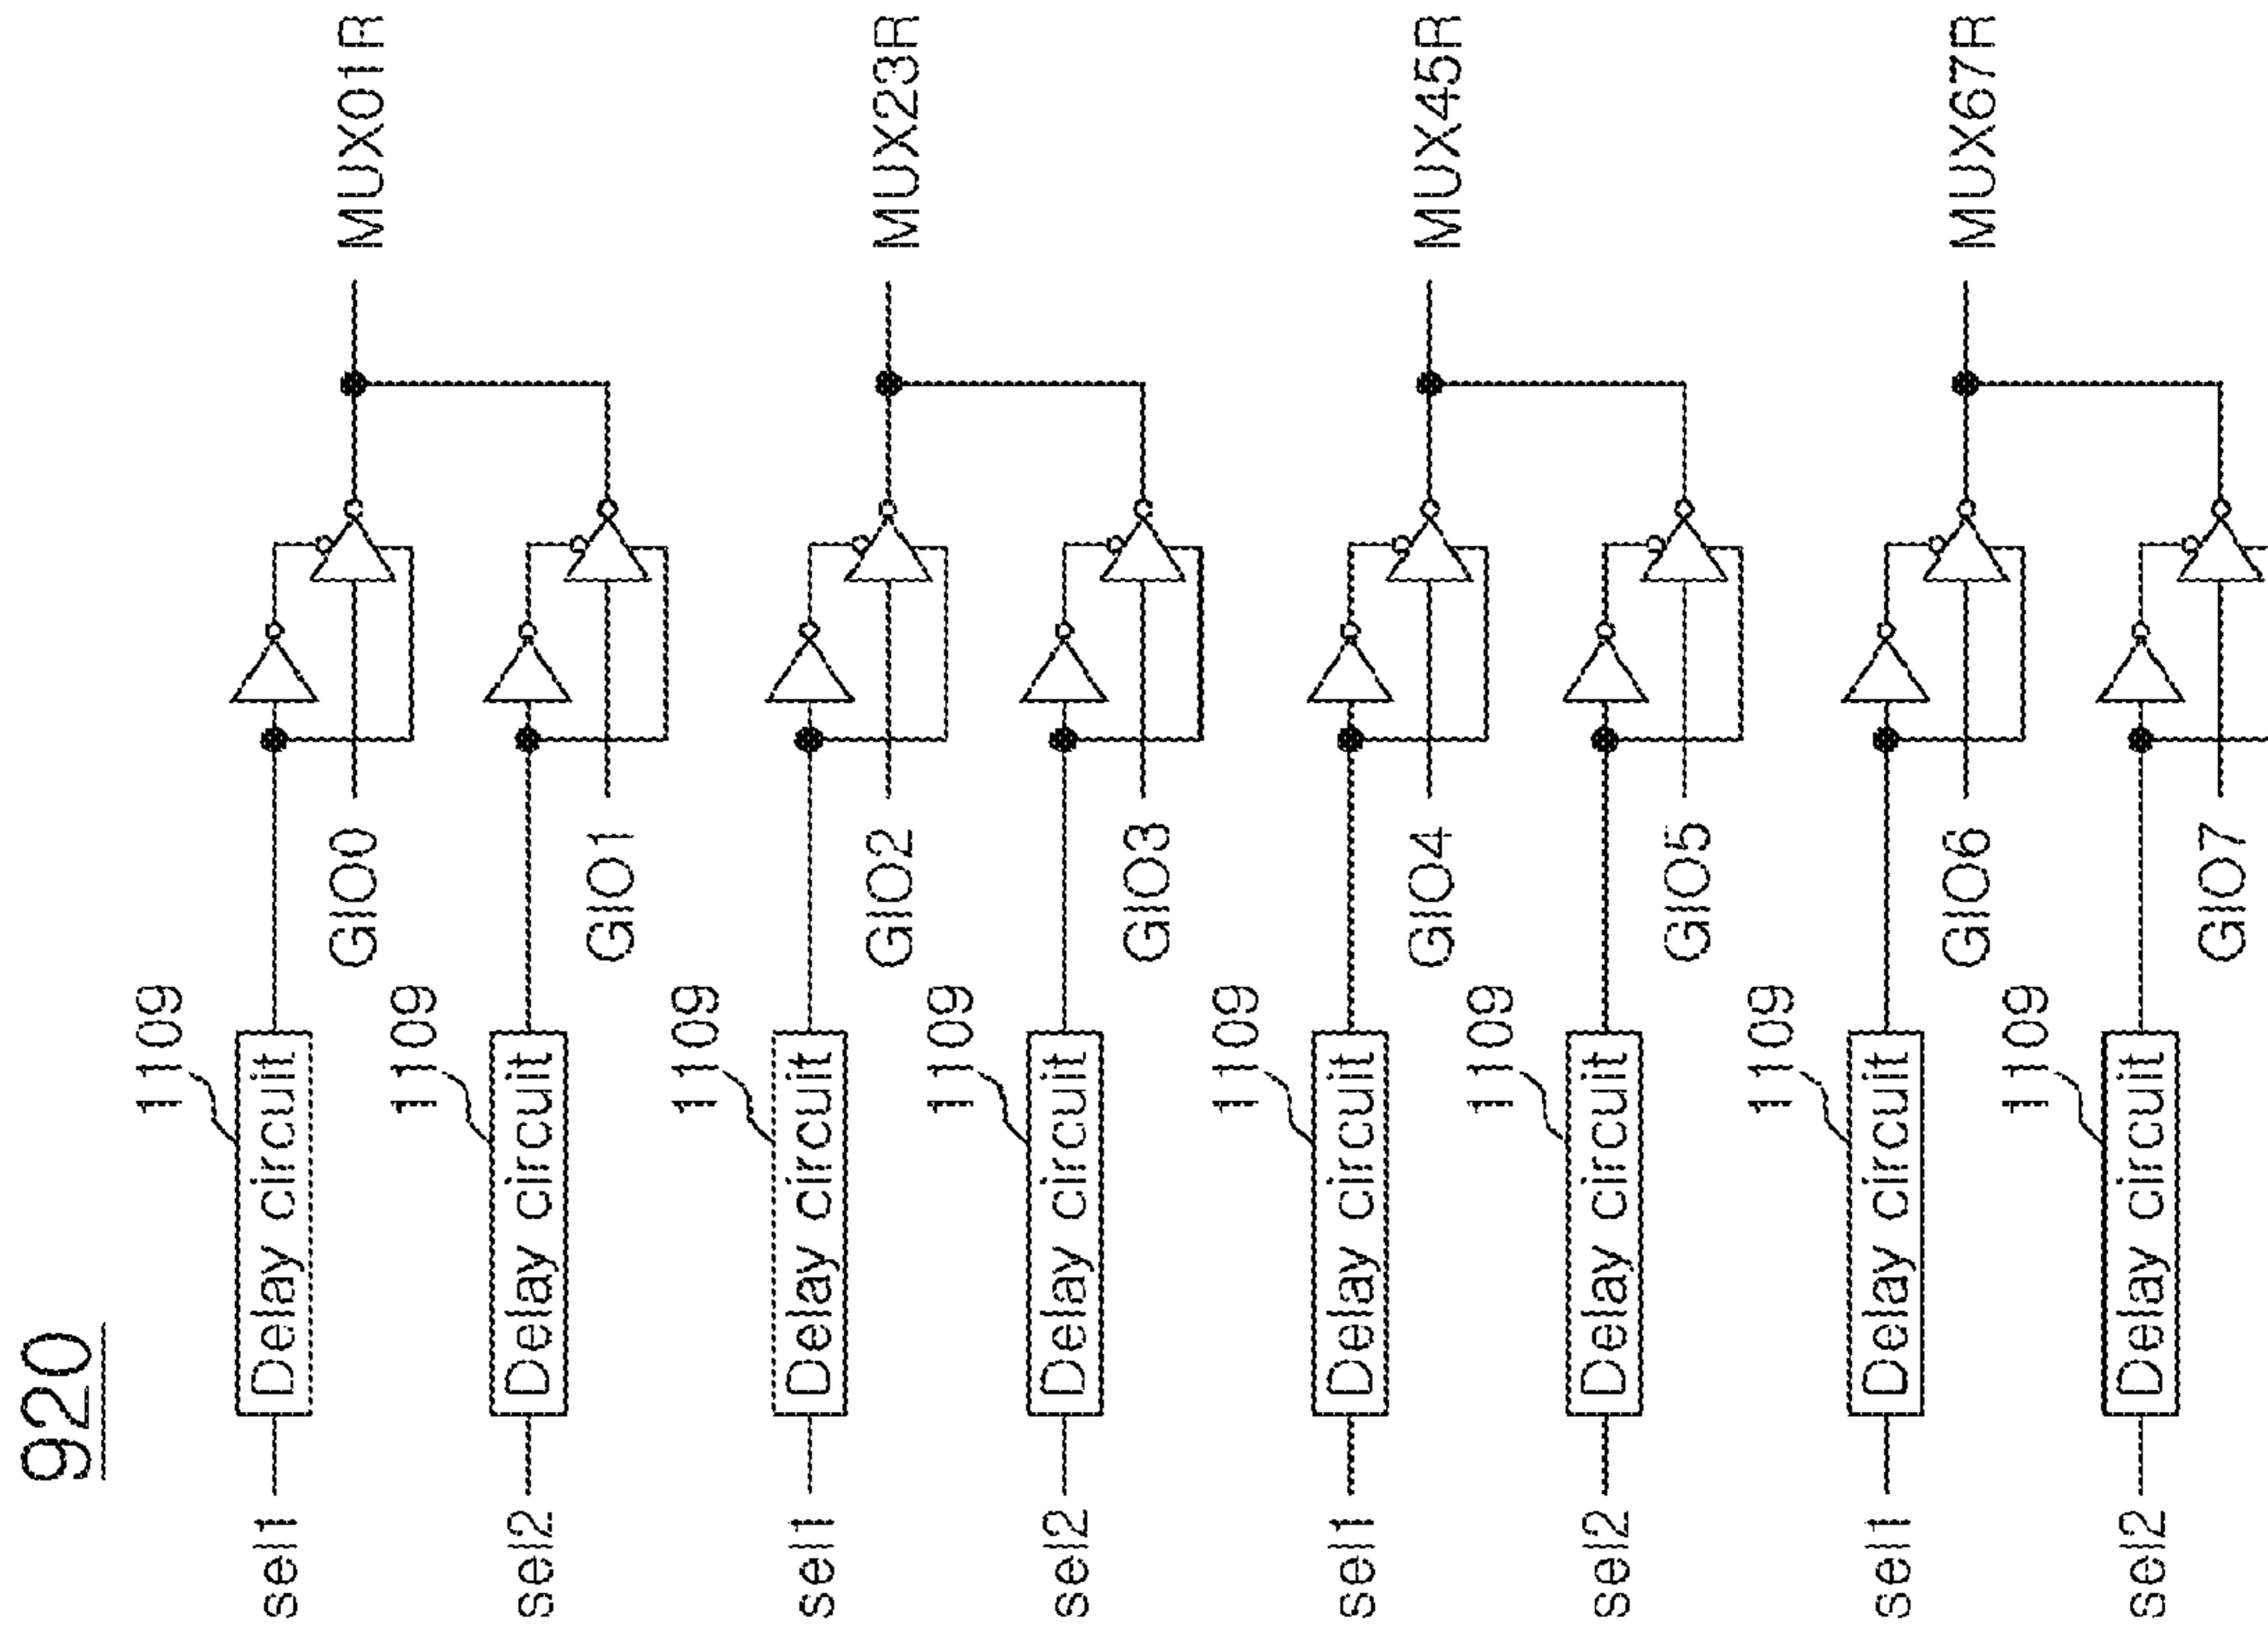 920
sel1
Delay circuit
1109
GIO0
MUX01R
sel2
Delay circuit
1109
GIO1
sel1
Delay circuit
1109
GIO2
MUX23R
sel2
Delay circuit
1109
GIO3
sel1
Delay circuit
1109
GIO4
MUX45R
sel2
Delay circuit
1109
GIO5
sel1
Delay circuit
1109
GIO6
MUX67R
sel2
Delay circuit
1109
GIO7